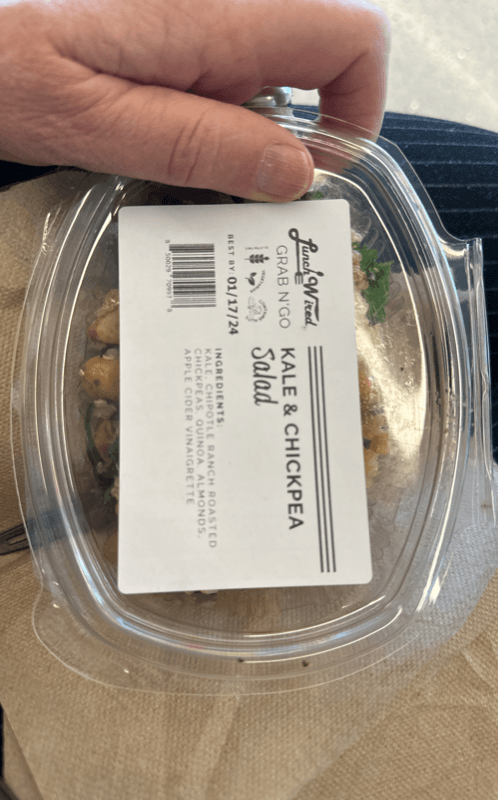 Lunch Wired
GRAB N'GO
KALE & CHICKPEA
Salad
BEST BY: 01/17/24
INGREDIENTS:
KALE, CHIPOTLE RANCH ROASTED
CHICKPEAS, QUINOA, ALMONDS,
APPLE CIDER VINAIGRETTE